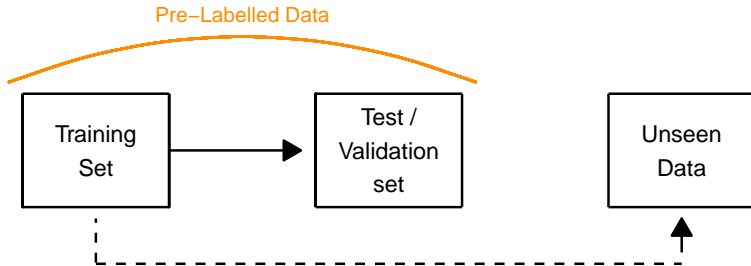 Pre−Labelled Data
Training
Set
Test /
Validation
set
Unseen
Data